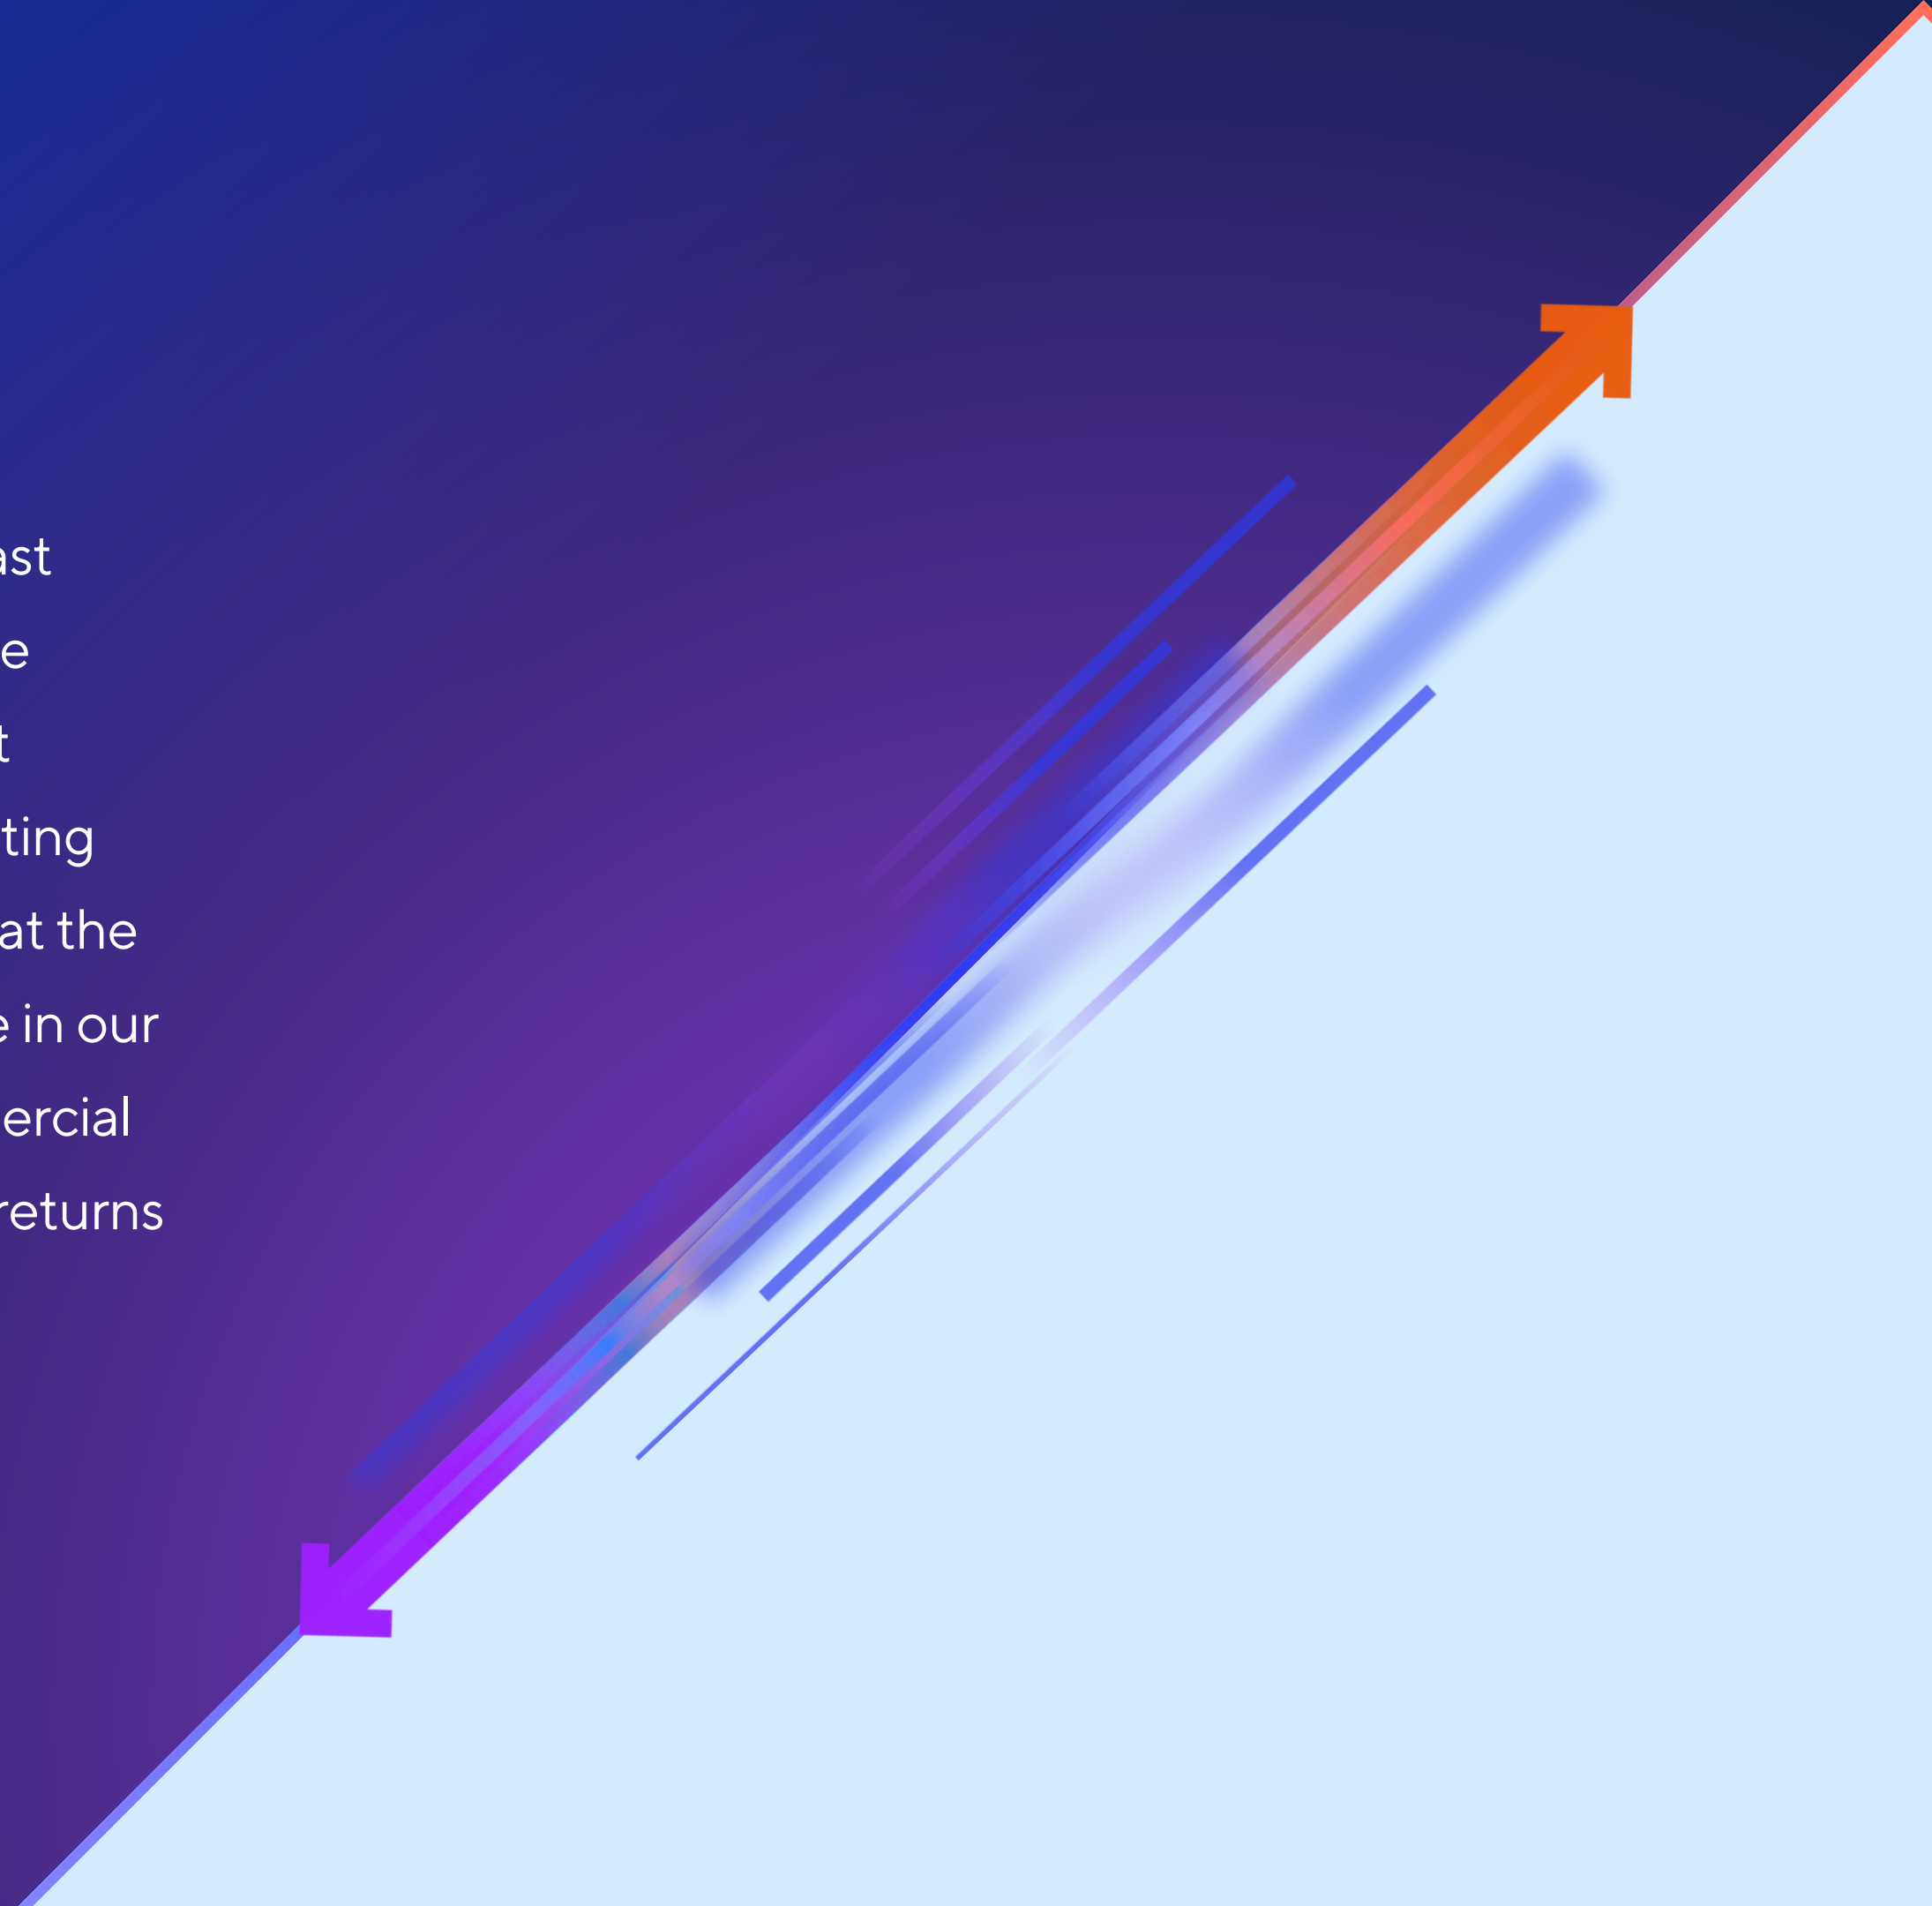 ast
e
t
ting
at the
e in our
ercial
returns